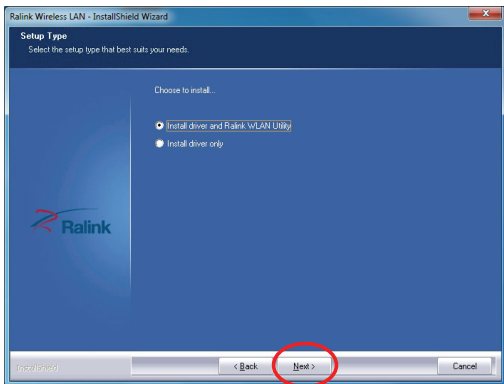 Ralink Wireless LAN - InstallShield Wizard
Setup Type
Select the setup type that best suits your needs.
Choose to install...
Install driver and Ralink WLAN Utility
Install driver only
Ralink
InstallShield
< Back
Next >
Cancel